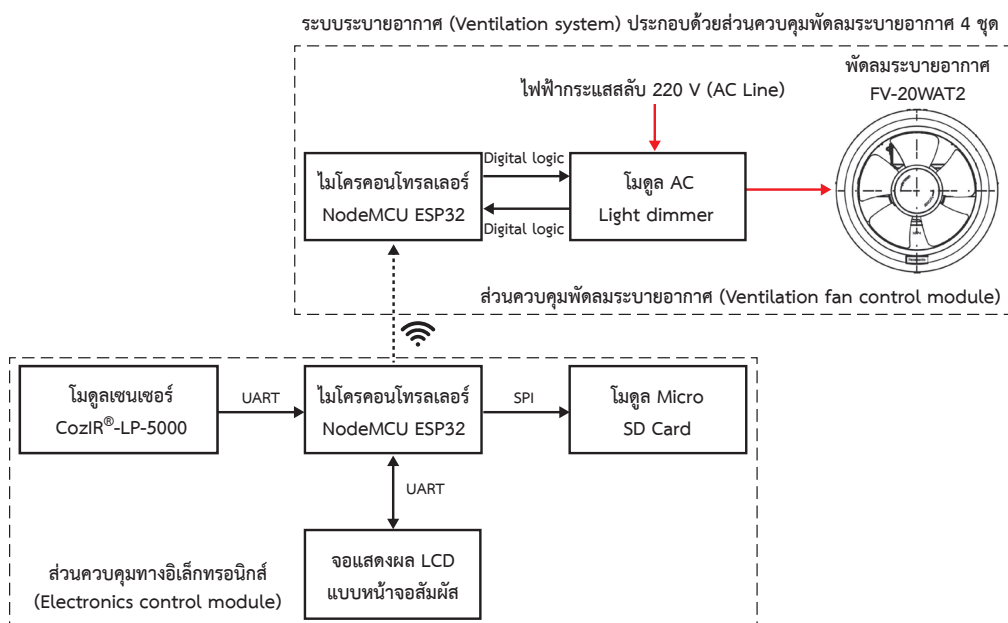 ระบบระบายอากาศ (Ventilation system) ประกอบด้วยส่วนควบคุมพัดลมระบายอากาศ 4 ชุด
พัดลมระบายอากาศ
FV-20WAT2
ไฟฟ้ากระแสสลับ 220 V (AC Line)
ไมโครคอนโทรลเลอร์
NodeMCU ESP32
Digital logic
Digital logic
โมดูล AC
Light dimmer
ส่วนควบคุมพัดลมระบายอากาศ (Ventilation fan control module)
โมดูลเซนเซอร์
CozIR®-LP-5000
UART
ไมโครคอนโทรลเลอร์
NodeMCU ESP32
SPI
โมดูล Micro
SD Card
UART
จอแสดงผล LCD
แบบหน้าจอสัมผัส
ส่วนควบคุมทางอิเล็กทรอนิกส์
(Electronics control module)